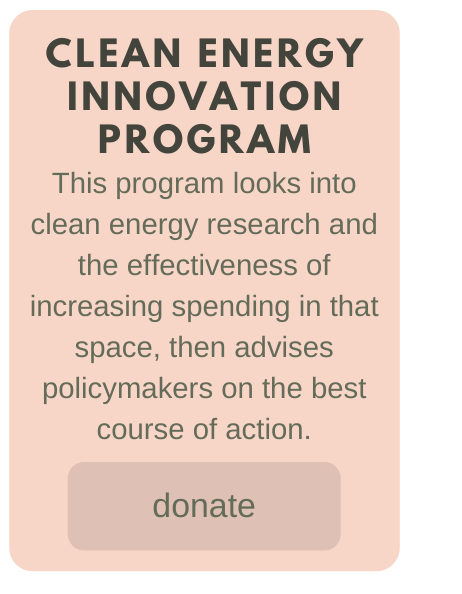 CLEAN ENERGY
INNOVATION
PROGRAM
This program looks into
clean energy research and
the effectiveness of
increasing spending in that
space, then advises
policymakers on the best
course of action.
donate